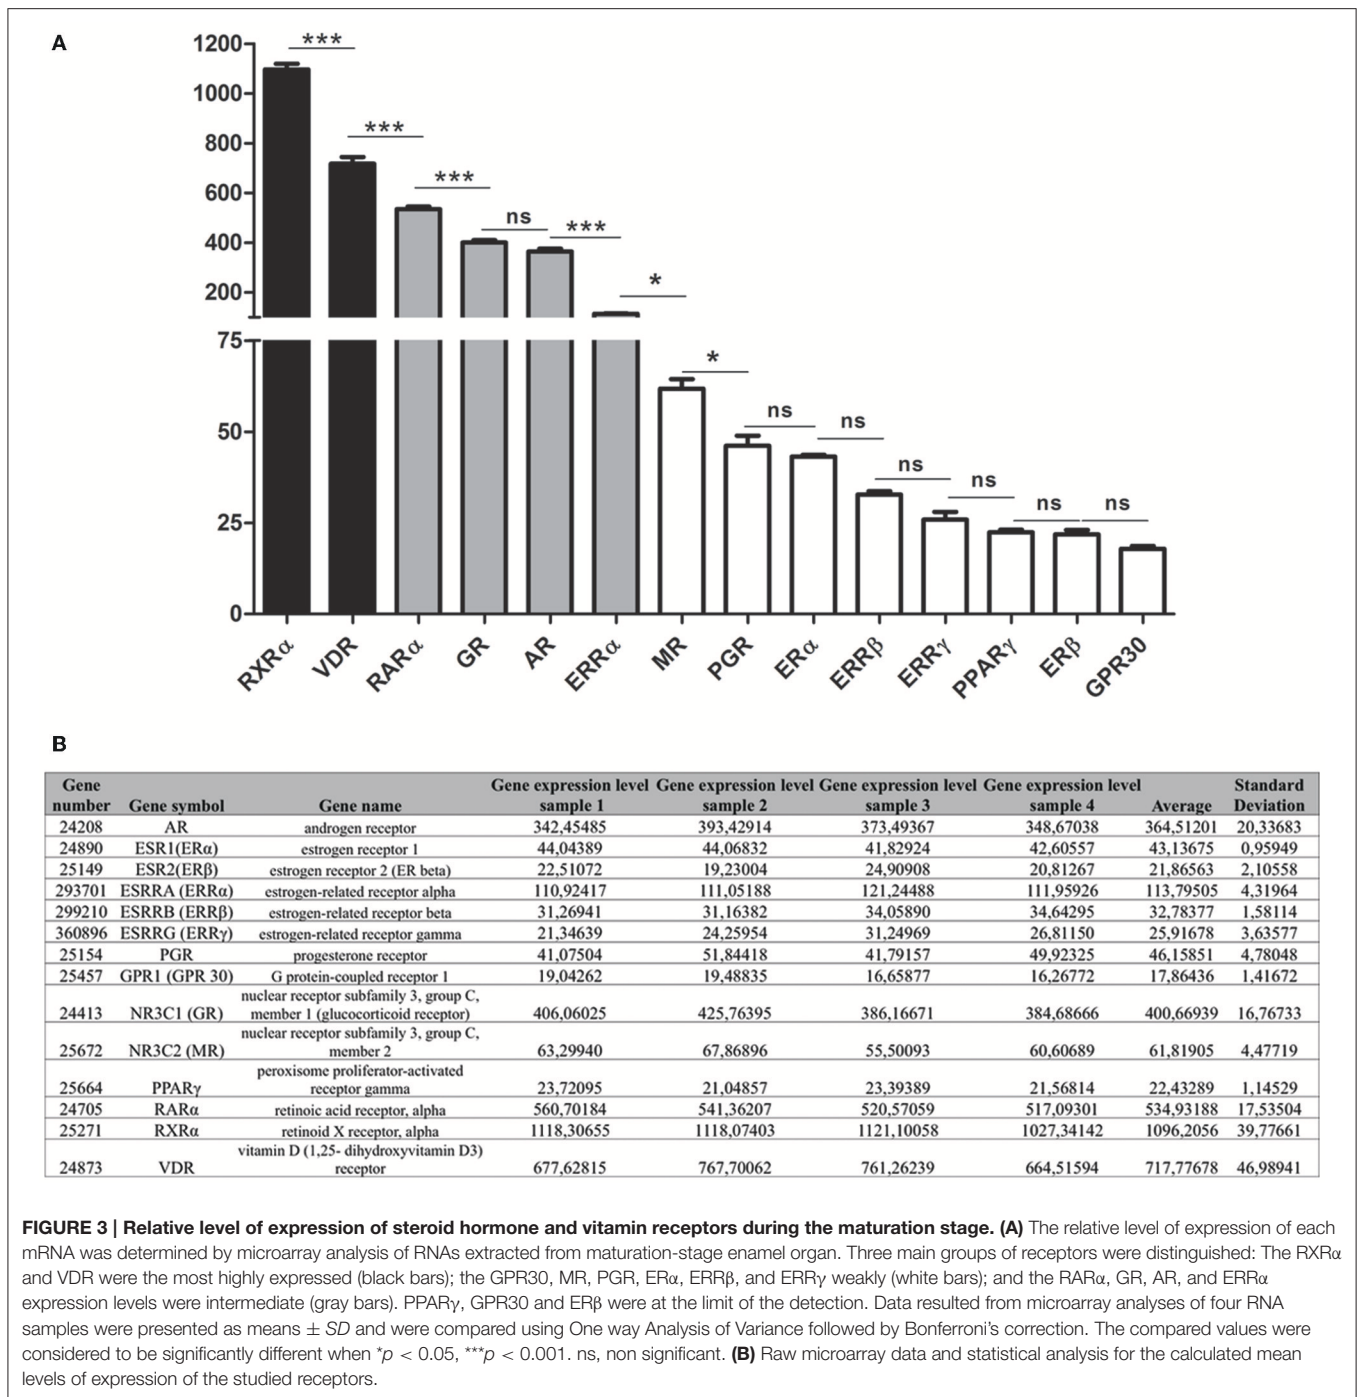 A
1200
1000
800
600
400
200
75
50
25
0
***
***
***
ns
***
*
*
ns
ns
ns
ns
ns
ns
RXRα
VDR
RARα
GR
AR
ERRα
MR
PGR
ERα
ERRβ
ERRγ
PPARγ
ERβ
GPR30
B
Gene number Gene symbol Gene name Gene expression level sample 1 Gene expression level sample 2 Gene expression level sample 3 Gene expression level sample 4 Average Standard Deviation
24208 AR androgen receptor 342,45485 393,42914 373,49367 348,67038 364,51201 20,33683
24890 ESR1(ERα) estrogen receptor 1 44,04389 44,06832 41,82924 42,60557 43,13675 0,95949
25149 ESR2(ERβ) estrogen receptor 2 (ER beta) 22,51072 19,23004 24,90908 20,81267 21,86563 2,10558
293701 ESRRA (ERRα) estrogen-related receptor alpha 110,92417 111,05188 121,24488 111,95926 113,79505 4,31964
299210 ESRRB (ERRβ) estrogen-related receptor beta 31,26941 31,16382 34,05890 34,64295 32,78377 1,58114
360896 ESRRG (ERRγ) estrogen-related receptor gamma 21,34639 24,25954 31,24969 26,81150 25,91678 3,63577
25154 PGR progesterone receptor 41,07504 51,84418 41,79157 49,92325 46,15851 4,78048
25457 GPR1 (GPR 30) G protein-coupled receptor 1 19,04262 19,48835 16,65877 16,26772 17,86436 1,41672
24413 NR3C1 (GR) nuclear receptor subfamily 3, group C, member 1 (glucocorticoid receptor) 406,06025 425,76395 386,16671 384,68666 400,66939 16,76733
25672 NR3C2 (MR) nuclear receptor subfamily 3, group C, member 2 63,29940 67,86896 55,50093 60,60689 61,81905 4,47719
25664 PPARγ peroxisome proliferator-activated receptor gamma 23,72095 21,04857 23,39389 21,56814 22,43289 1,14529
24705 RARα retinoic acid receptor, alpha 560,70184 541,36207 520,57059 517,09301 534,93188 17,53504
25271 RXRα retinoid X receptor, alpha 1118,30655 1118,07403 1121,10058 1027,34142 1096,2056 39,77661
24873 VDR vitamin D (1,25- dihydroxyvitamin D3) receptor 677,62815 767,70062 761,26239 664,51594 717,77678 46,98941
FIGURE 3 | Relative level of expression of steroid hormone and vitamin receptors during the maturation stage. (A) The relative level of expression of each
mRNA was determined by microarray analysis of RNAs extracted from maturation-stage enamel organ. Three main groups of receptors were distinguished: The RXRα
and VDR were the most highly expressed (black bars); the GPR30, MR, PGR, ERα, ERRβ, and ERRγ weakly (white bars); and the RARα, GR, AR, and ERRα
expression levels were intermediate (gray bars). PPARγ, GPR30 and ERβ were at the limit of the detection. Data resulted from microarray analyses of four RNA
samples were presented as means ± SD and were compared using One way Analysis of Variance followed by Bonferroni's correction. The compared values were
considered to be significantly different when *p < 0.05, ***p < 0.001. ns, non significant. (B) Raw microarray data and statistical analysis for the calculated mean
levels of expression of the studied receptors.